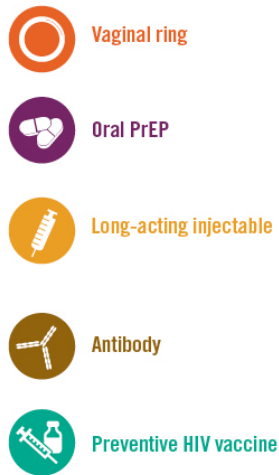 Vaginal ring
Oral PrEP
Long-acting injectable
Antibody
Preventive HIV vaccine